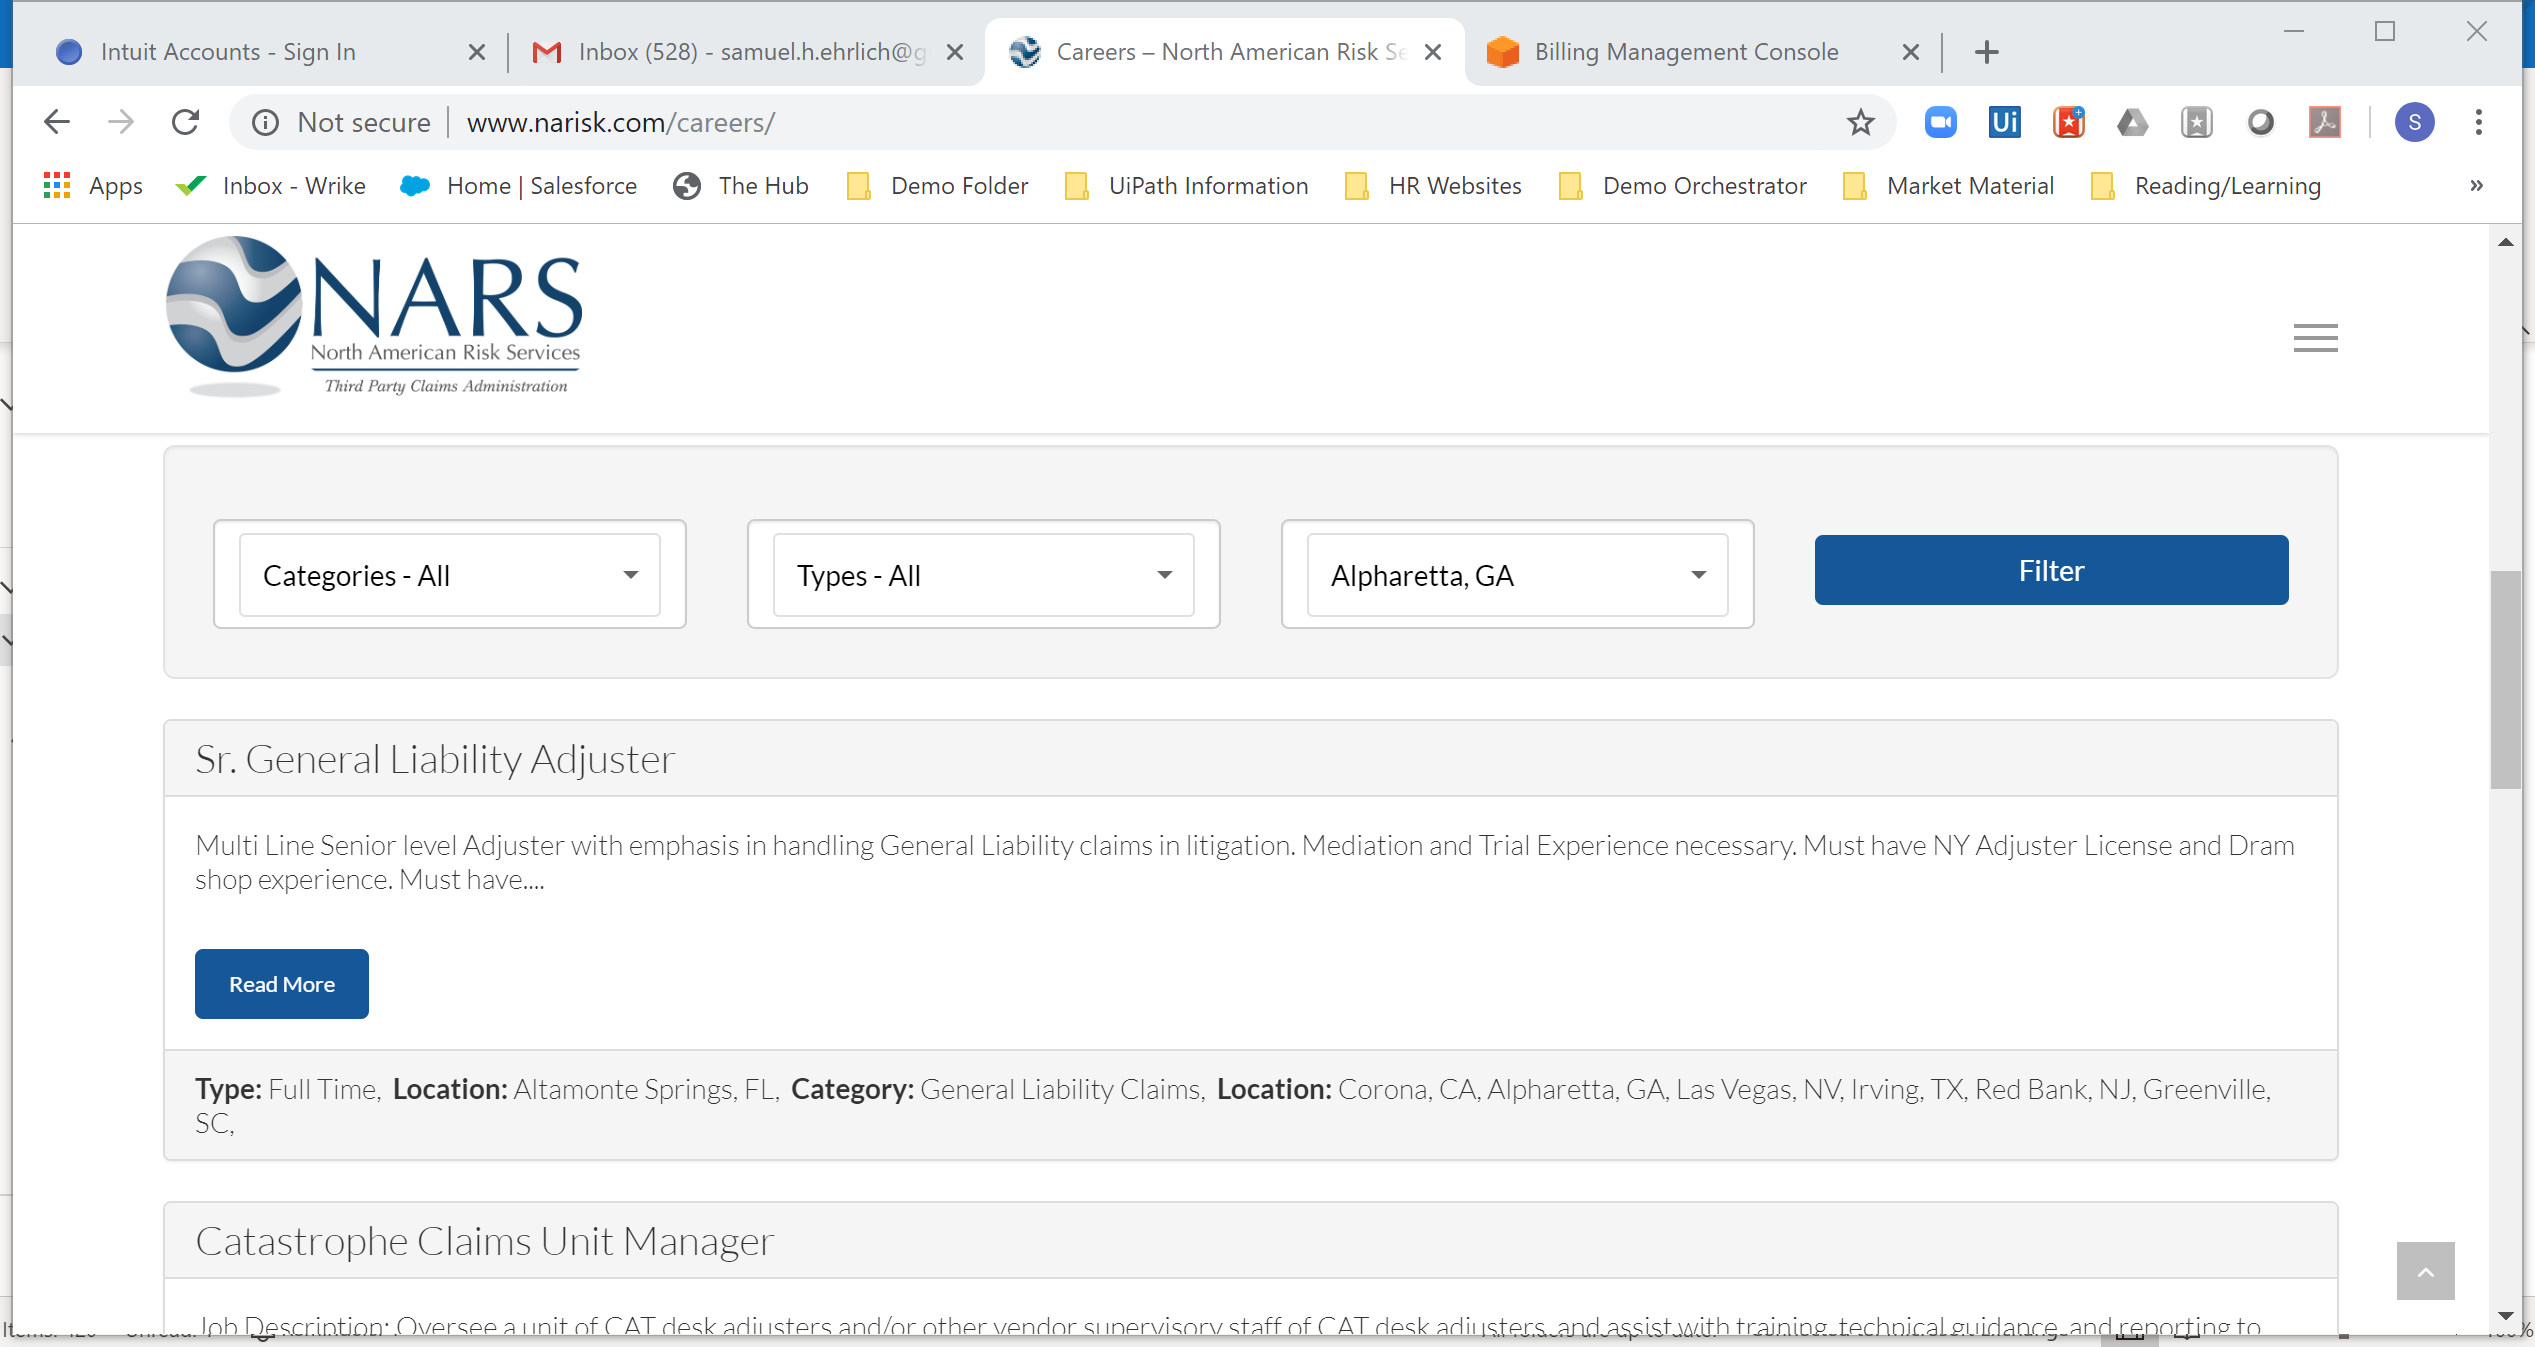 Intuit Accounts - Sign In
Inbox (528) - samuel.h.ehrlich@g
Careers – North American Risk Se
Billing Management Console
Not secure
www.narisk.com/careers/
Ui
S
Apps
Inbox - Wrike
Home | Salesforce
The Hub
Demo Folder
UiPath Information
HR Websites
Demo Orchestrator
Market Material
Reading/Learning
»
NARS
North American Risk Services
Third Party Claims Administration
Categories - All
Types - All
Alpharetta, GA
Filter
Sr. General Liability Adjuster
Multi Line Senior level Adjuster with emphasis in handling General Liability claims in litigation. Mediation and Trial Experience necessary. Must have NY Adjuster License and Dram
shop experience. Must have....
Read More
Type: Full Time, Location: Altamonte Springs, FL, Category: General Liability Claims, Location: Corona, CA, Alpharetta, GA, Las Vegas, NV, Irving, TX, Red Bank, NJ, Greenville,
SC,
Catastrophe Claims Unit Manager
Job Description: Oversee a unit of CAT desk adjusters and/or other vendor supervisory staff of CAT desk adjusters, and assist with training, technical guidance, and reporting to